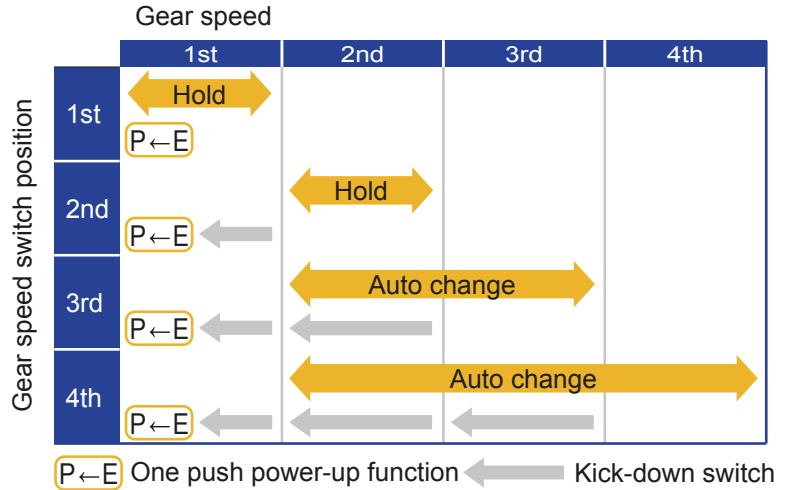 Gear speed
1st 2nd 3rd 4th
Gear speed switch position
1st
Hold
P←E
2nd
Hold
P←E
3rd
Auto change
P←E
4th
Auto change
P←E
P←E One push power-up function Kick-down switch